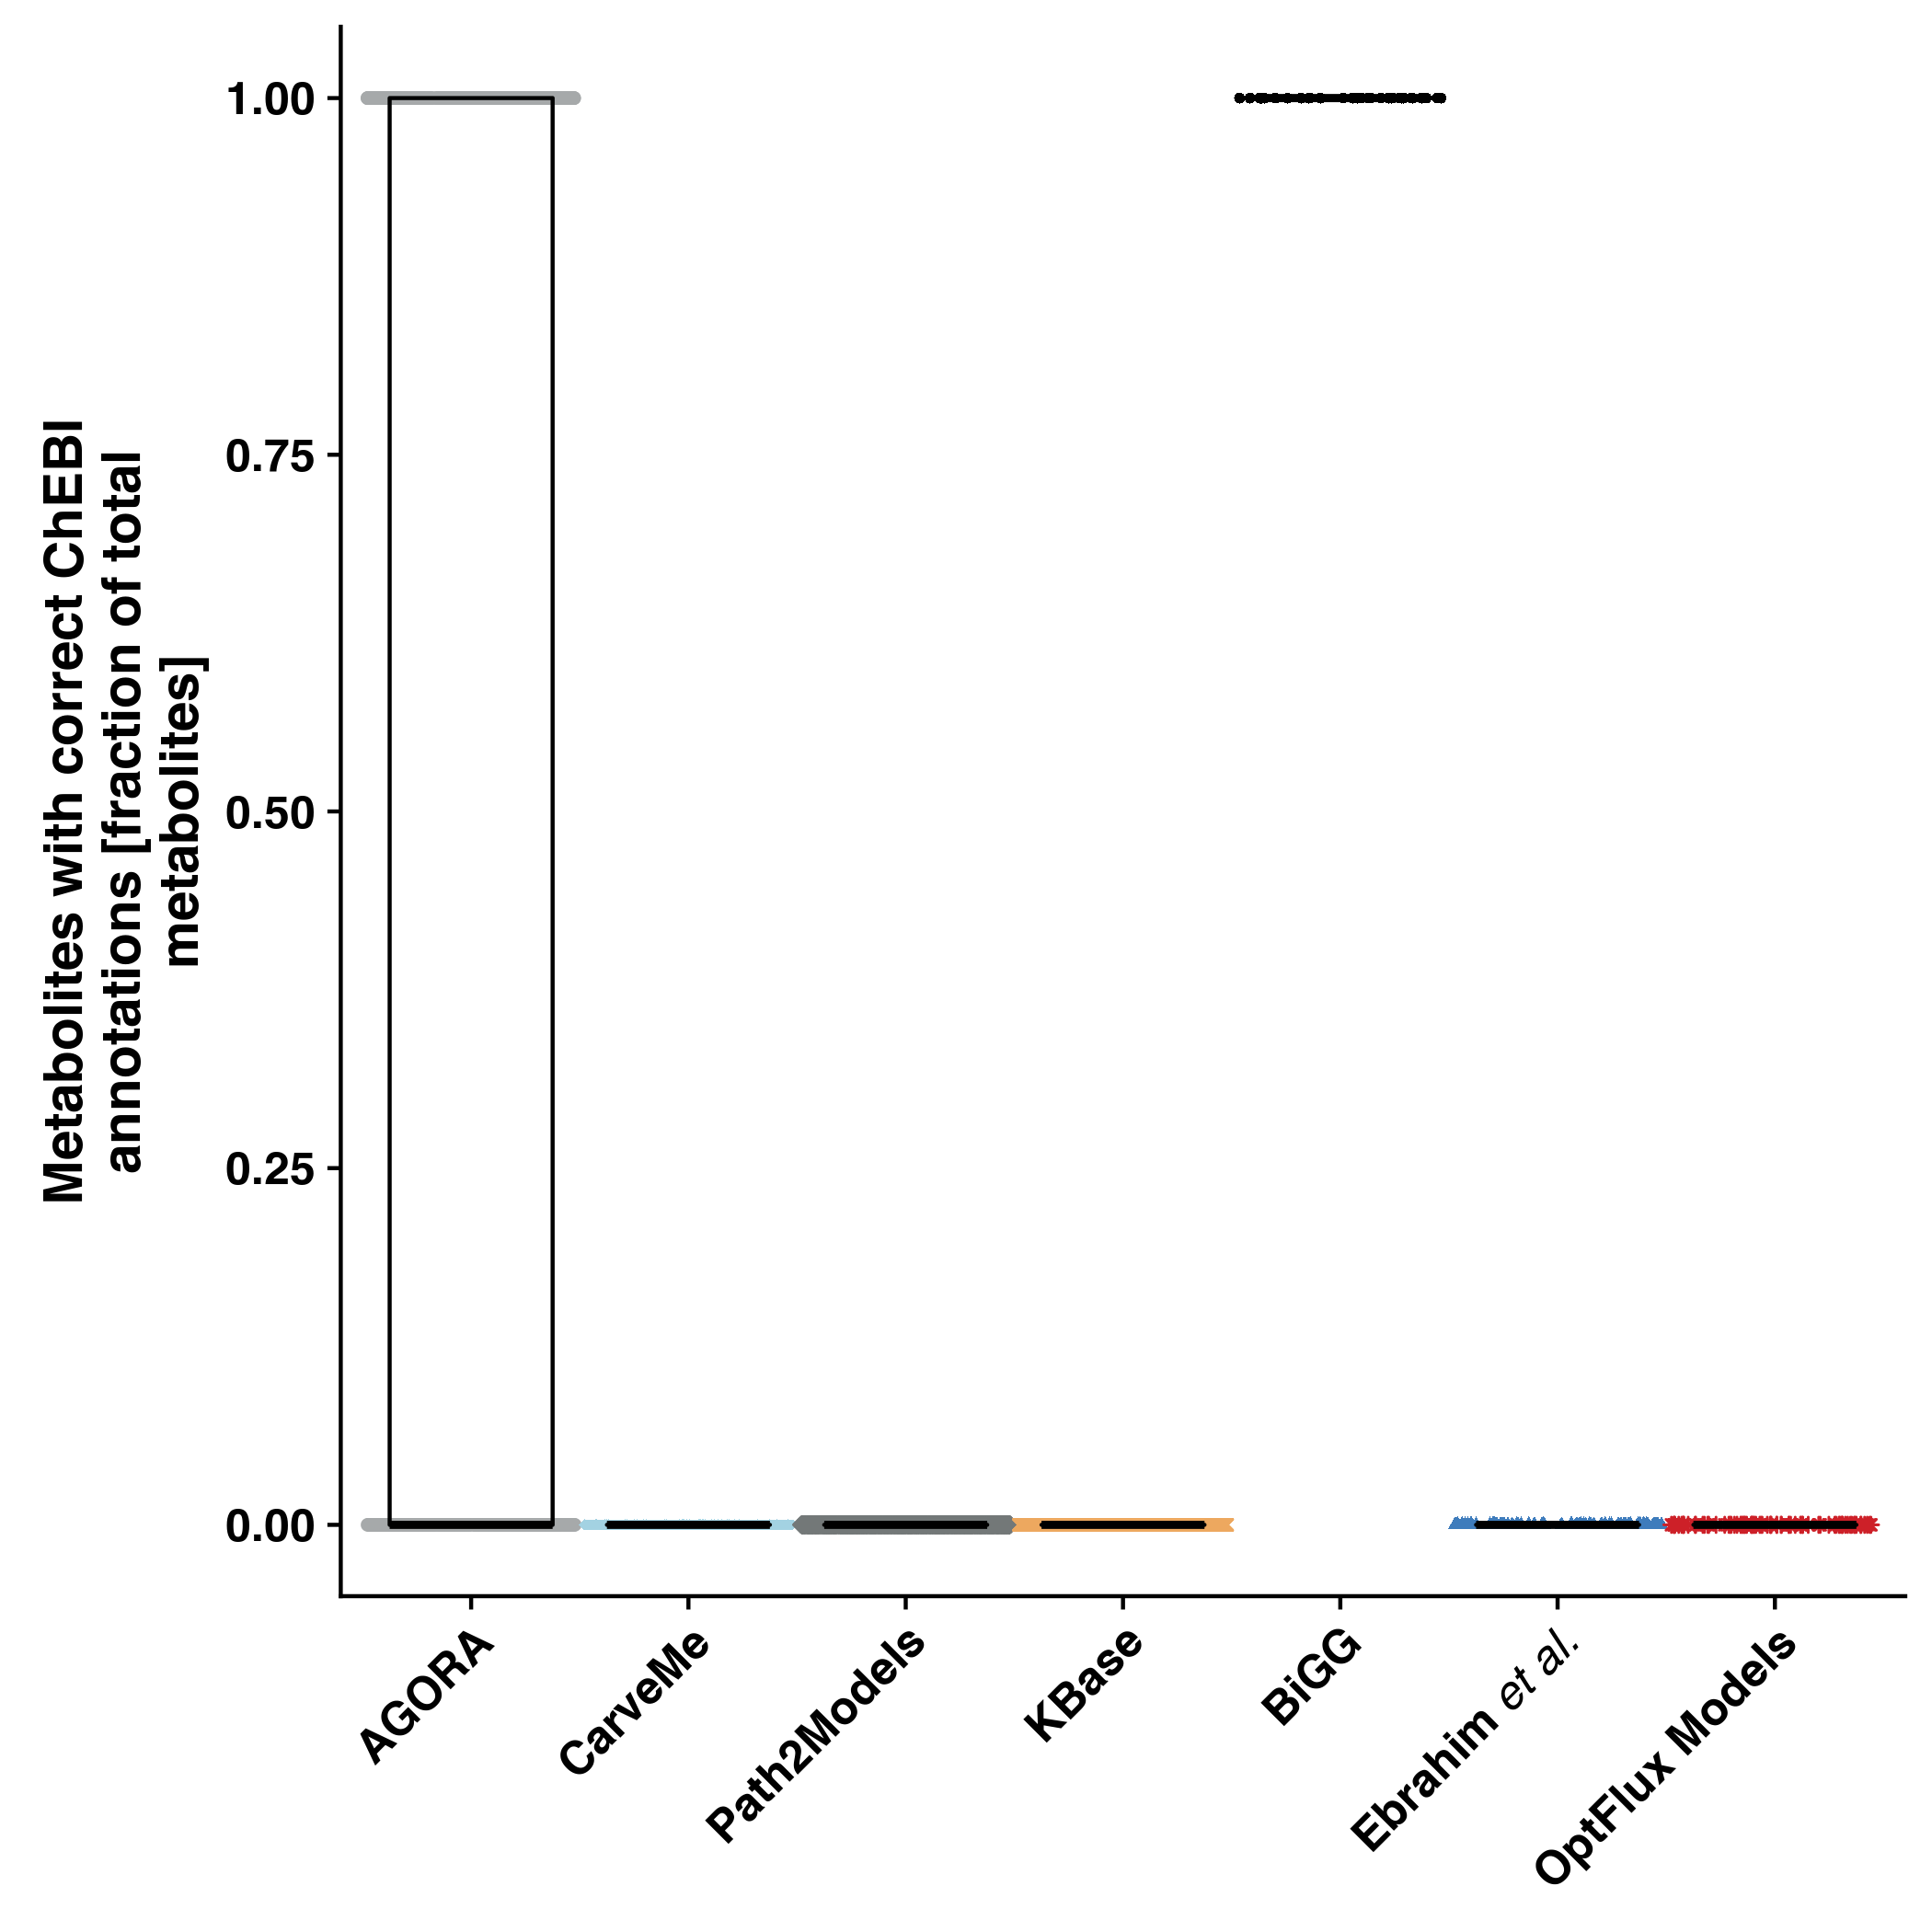 Metabolites with correct ChEBI
annotations [fraction of total
metabolites]
1.00
0.75
0.50
0.25
0.00
AGORA
CarveMe
Path2Models
KBase
BiGG
Ebrahim et al.
OptFlux Models